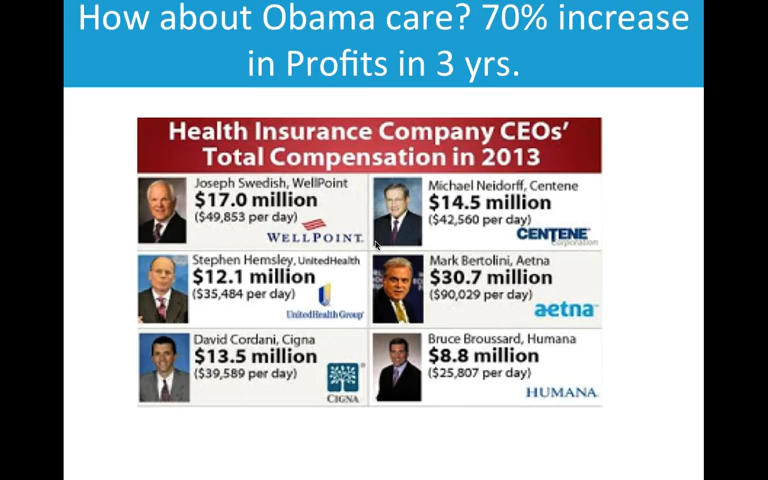 How about Obama care? 70% increase
in Profits in 3 yrs.
Health Insurance Company CEOs'
Total Compensation in 2013
Joseph Swedish, WellPoint
$17.0 million
($49,853 per day)
WELLPOINT.
Michael Neidorff, Centene
$14.5 million
($42,560 per day)
CENTENE
Corporation
Stephen Hemsley, UnitedHealth
$12.1 million
($35,484 per day)
UnitedHealth Group
Mark Bertolini, Aetna
$30.7 million
($90,029 per day)
aetna
David Cordani, Cigna
$13.5 million
($39,589 per day)
CIGNA
Bruce Broussard, Humana
$8.8 million
($25,807 per day)
HUMANA.